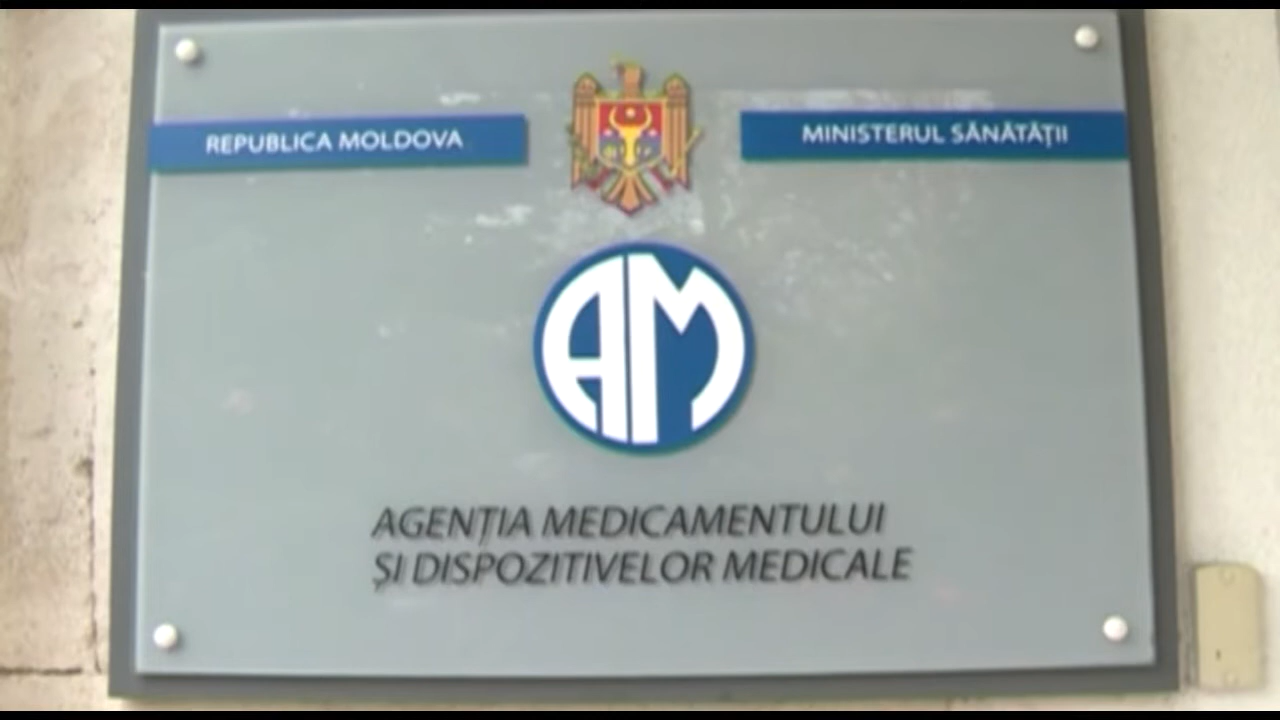 REPUBLICA MOLDOVA
MINISTERUL SĂNĂTĂȚII
AM
AGENȚIA MEDICAMENTULUI
ȘI DISPOZITIVELOR MEDICALE